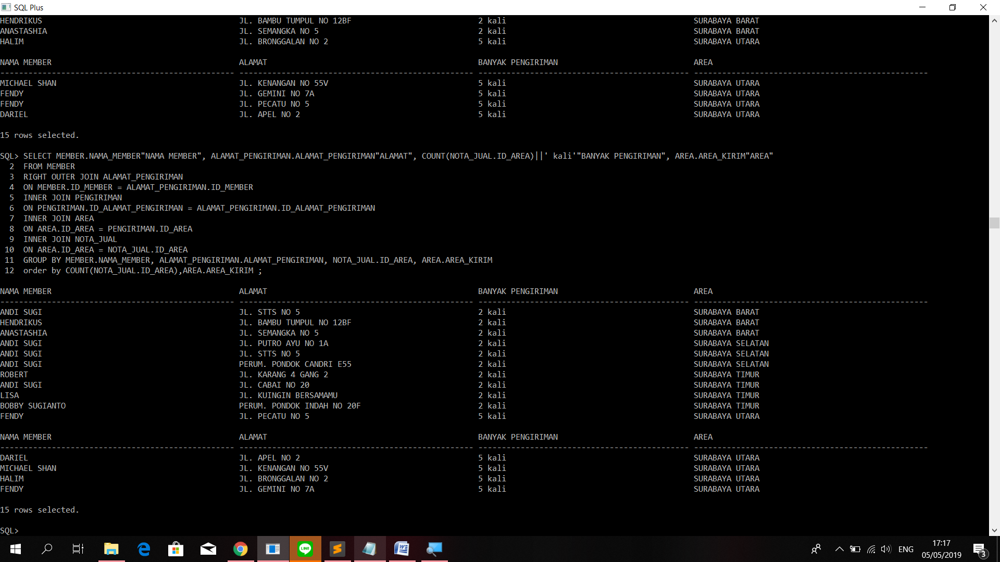 SQL Plus
HENDRIKUS JL. BAMBU TUMPUL NO 12BF 2 kali SURABAYA BARAT
ANASTASHIA JL. SEMANGKA NO 5 2 kali SURABAYA BARAT
HALIM JL. BRONGGALAN NO 2 5 kali SURABAYA UTARA
NAMA MEMBER ALAMAT BANYAK PENGIRIMAN AREA
-------------------------------------------------- -------------------------------------------------- --------------------------------------------- --------------------------------------------------
MICHAEL SHAN JL. KENANGAN NO 55V 5 kali SURABAYA UTARA
FENDY JL. GEMINI NO 7A 5 kali SURABAYA UTARA
FENDY JL. PECATU NO 5 5 kali SURABAYA UTARA
DARIEL JL. APEL NO 2 5 kali SURABAYA UTARA
15 rows selected.
SQL> SELECT MEMBER.NAMA_MEMBER"NAMA MEMBER", ALAMAT_PENGIRIMAN.ALAMAT_PENGIRIMAN"ALAMAT", COUNT(NOTA_JUAL.ID_AREA)||' kali'"BANYAK PENGIRIMAN", AREA.AREA_KIRIM"AREA"
2 FROM MEMBER
3 RIGHT OUTER JOIN ALAMAT_PENGIRIMAN
4 ON MEMBER.ID_MEMBER = ALAMAT_PENGIRIMAN.ID_MEMBER
5 INNER JOIN PENGIRIMAN
6 ON PENGIRIMAN.ID_ALAMAT_PENGIRIMAN = ALAMAT_PENGIRIMAN.ID_ALAMAT_PENGIRIMAN
7 INNER JOIN AREA
8 ON AREA.ID_AREA = PENGIRIMAN.ID_AREA
9 INNER JOIN NOTA_JUAL
10 ON AREA.ID_AREA = NOTA_JUAL.ID_AREA
11 GROUP BY MEMBER.NAMA_MEMBER, ALAMAT_PENGIRIMAN.ALAMAT_PENGIRIMAN, NOTA_JUAL.ID_AREA, AREA.AREA_KIRIM
12 order by COUNT(NOTA_JUAL.ID_AREA),AREA.AREA_KIRIM ;
NAMA MEMBER ALAMAT BANYAK PENGIRIMAN AREA
-------------------------------------------------- -------------------------------------------------- --------------------------------------------- --------------------------------------------------
ANDI SUGI JL. STTS NO 5 2 kali SURABAYA BARAT
HENDRIKUS JL. BAMBU TUMPUL NO 12BF 2 kali SURABAYA BARAT
ANASTASHIA JL. SEMANGKA NO 5 2 kali SURABAYA BARAT
ANDI SUGI JL. PUTRO AYU NO 1A 2 kali SURABAYA SELATAN
ANDI SUGI JL. STTS NO 5 2 kali SURABAYA SELATAN
ANDI SUGI PERUM. PONDOK CANDRI E55 2 kali SURABAYA SELATAN
ROBERT JL. KARANG 4 GANG 2 2 kali SURABAYA TIMUR
ANDI SUGI JL. CABAI NO 20 2 kali SURABAYA TIMUR
LISA JL. KUINGIN BERSAMAMU 2 kali SURABAYA TIMUR
BOBBY SUGIANTO PERUM. PONDOK INDAH NO 20F 2 kali SURABAYA TIMUR
FENDY JL. PECATU NO 5 5 kali SURABAYA UTARA
NAMA MEMBER ALAMAT BANYAK PENGIRIMAN AREA
-------------------------------------------------- -------------------------------------------------- --------------------------------------------- --------------------------------------------------
DARIEL JL. APEL NO 2 5 kali SURABAYA UTARA
MICHAEL SHAN JL. KENANGAN NO 55V 5 kali SURABAYA UTARA
HALIM JL. BRONGGALAN NO 2 5 kali SURABAYA UTARA
FENDY JL. GEMINI NO 7A 5 kali SURABAYA UTARA
15 rows selected.
SQL>
LINE
ENG
17:17
05/05/2019
3